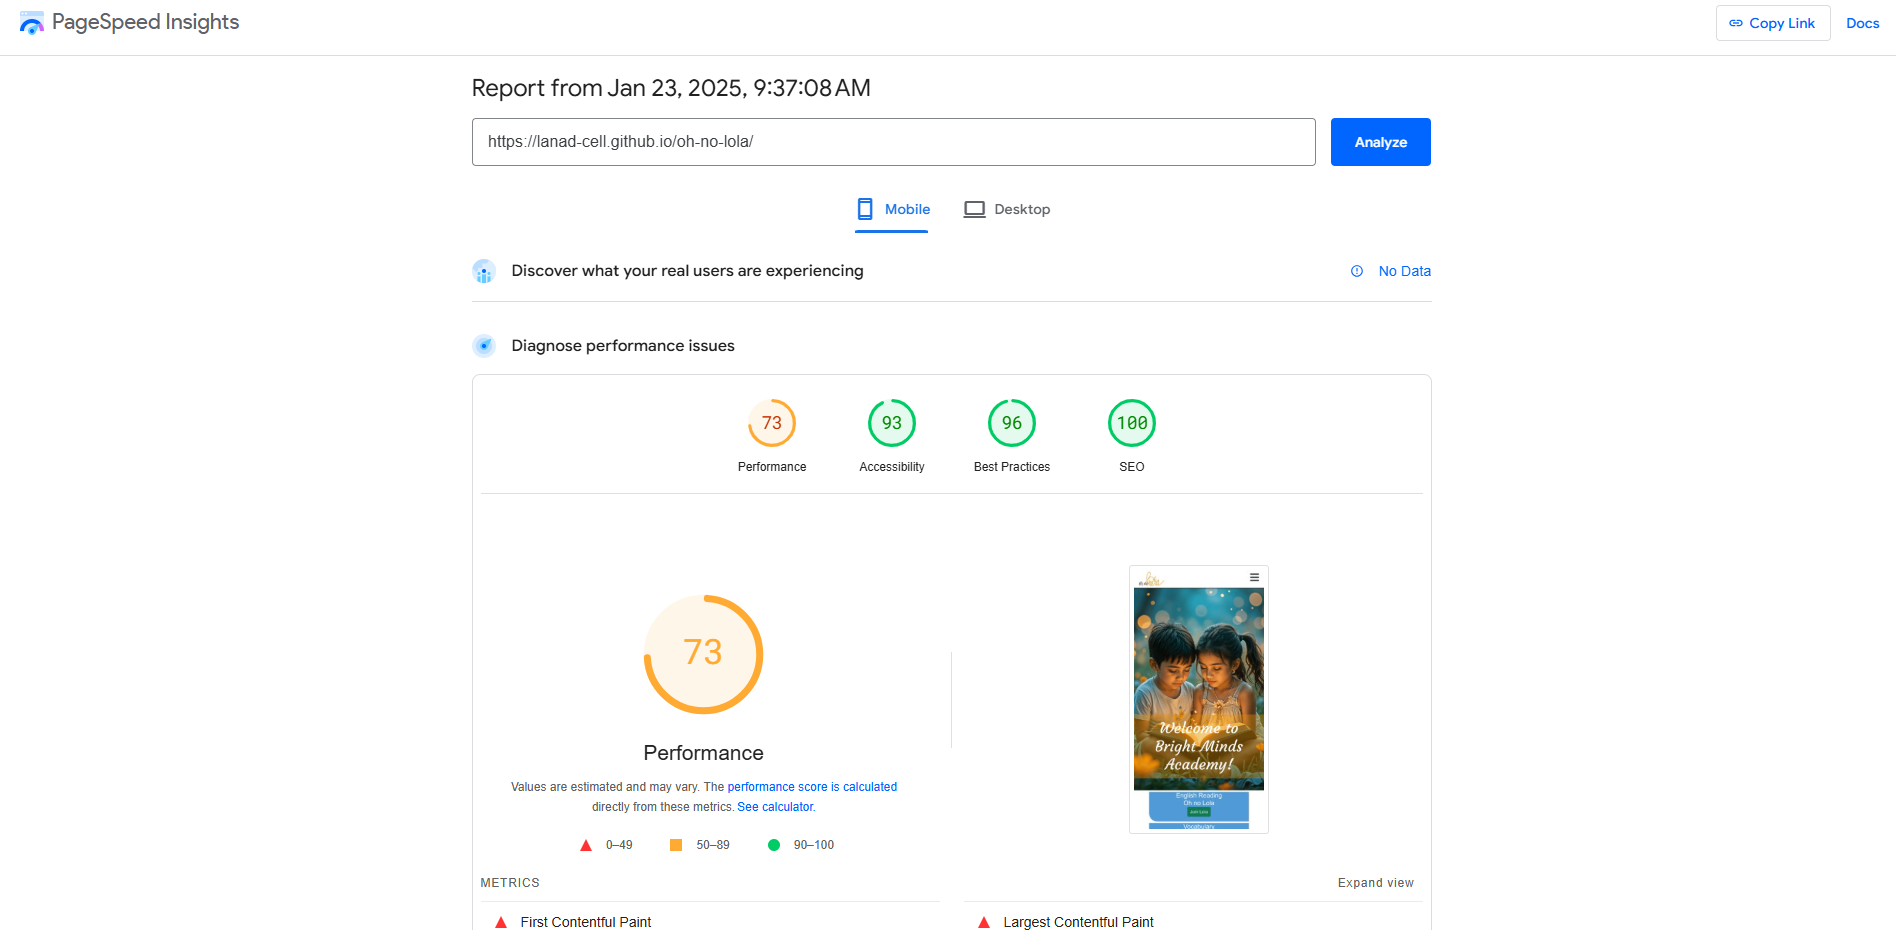 PageSpeed Insights
Copy Link
Docs
Report from Jan 23, 2025, 9:37:08 AM
https://lanad-cell.github.io/oh-no-lola/
Analyze
Mobile
Desktop
Discover what your real users are experiencing
No Data
Diagnose performance issues
73
93
96
100
Performance
Accessibility
Best Practices
SEO
73
Performance
Values are estimated and may vary. The performance score is calculated
directly from these metrics. See calculator.
0–49
50–89
90–100
Welcome to
Bright Minds
Academy!
English Reading
Oh no Lola
Vocabulary
METRICS
Expand view
First Contentful Paint
Largest Contentful Paint